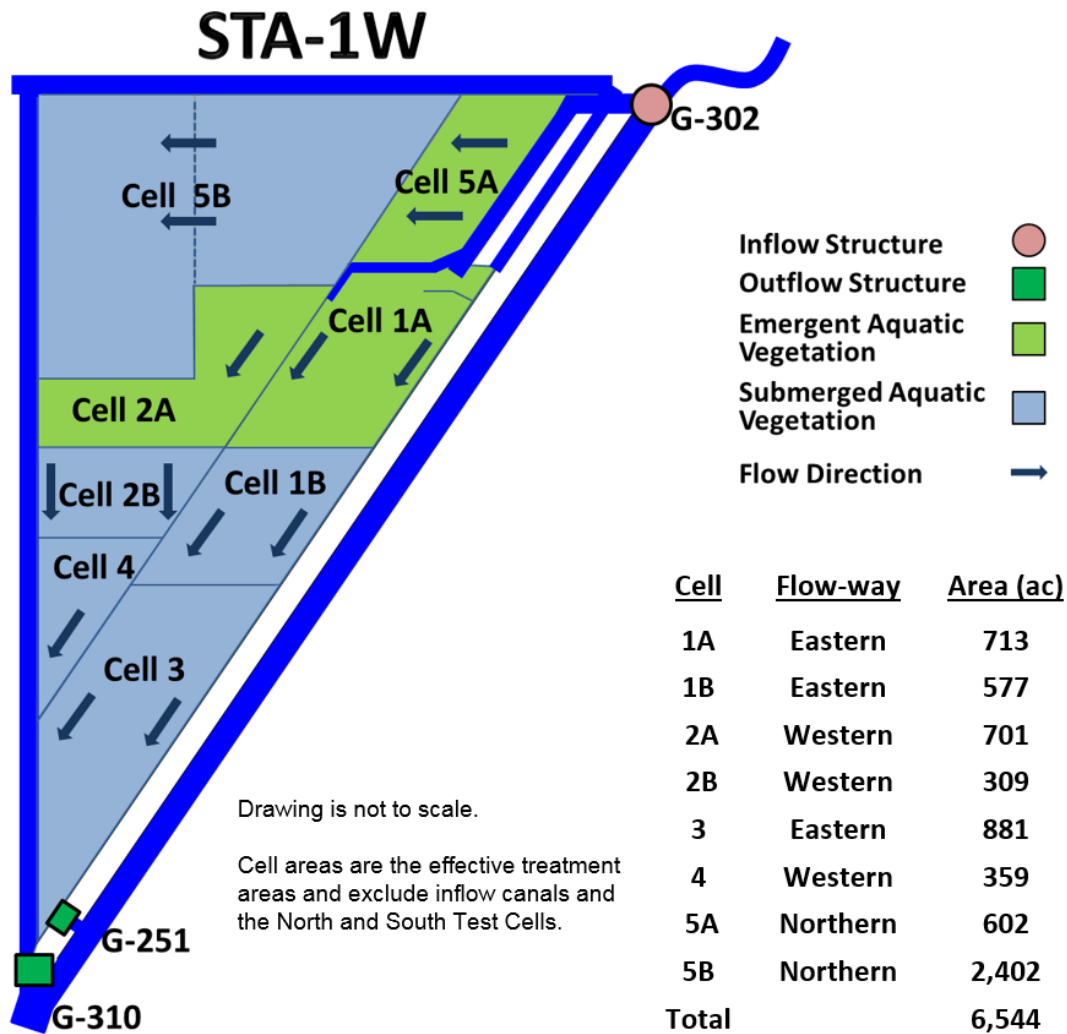 STA-1W
G-302
Cell 5B
Cell 5A
Cell 1A
Cell 2A
Cell 2B
Cell 1B
Cell 4
Cell 3
G-251
G-310
Inflow Structure
Outflow Structure
Emergent Aquatic
Vegetation
Submerged Aquatic
Vegetation
Flow Direction
Drawing is not to scale.
Cell areas are the effective treatment
areas and exclude inflow canals and
the North and South Test Cells.
Cell Flow-way Area (ac)
1A Eastern 713
1B Eastern 577
2A Western 701
2B Western 309
3 Eastern 881
4 Western 359
5A Northern 602
5B Northern 2,402
Total 6,544